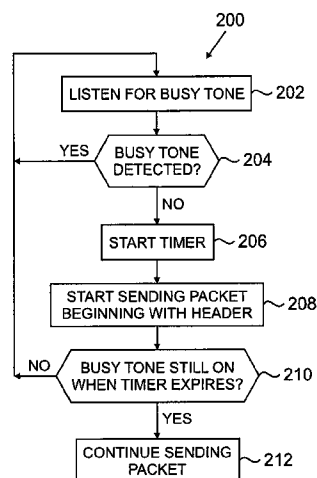 200
LISTEN FOR BUSY TONE
202
BUSY TONE
DETECTED?
204
YES
NO
START TIMER
206
START SENDING PACKET
BEGINNING WITH HEADER
208
NO
BUSY TONE STILL ON
WHEN TIMER EXPIRES?
210
YES
CONTINUE SENDING
PACKET
212